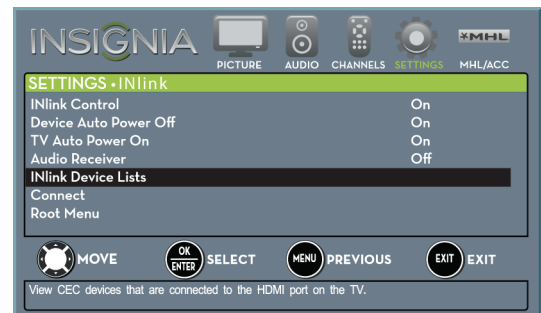 INSIGNIA
PICTURE AUDIO CHANNELS SETTINGS MHL/ACC
MHL
SETTINGS • INlink
INlink Control On
Device Auto Power Off On
TV Auto Power On On
Audio Receiver Off
INlink Device Lists
Connect
Root Menu
MOVE OK ENTER SELECT MENU PREVIOUS EXIT EXIT
View CEC devices that are connected to the HDMI port on the TV.